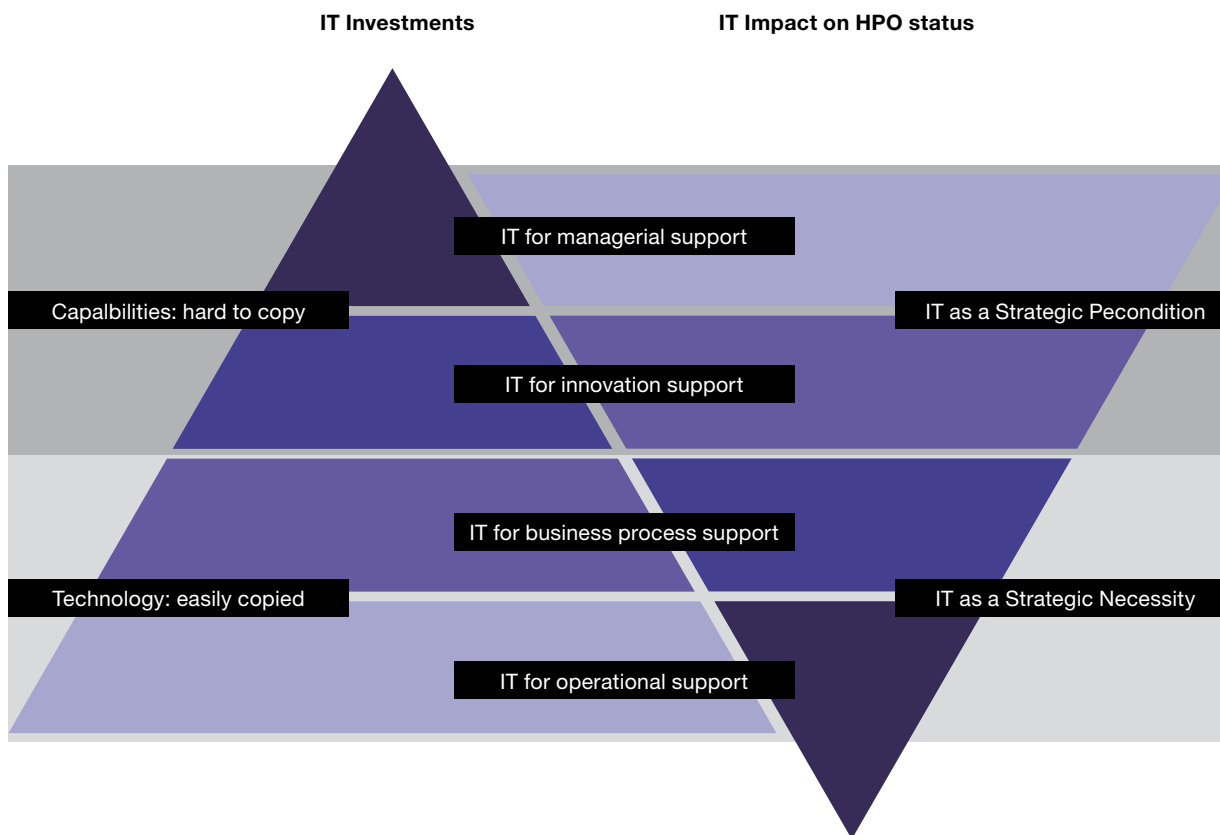 IT Investments
IT Impact on HPO status
IT for managerial support
Capalbilities: hard to copy
IT as a Strategic Pecondition
IT for innovation support
IT for business process support
Technology: easily copied
IT as a Strategic Necessity
IT for operational support